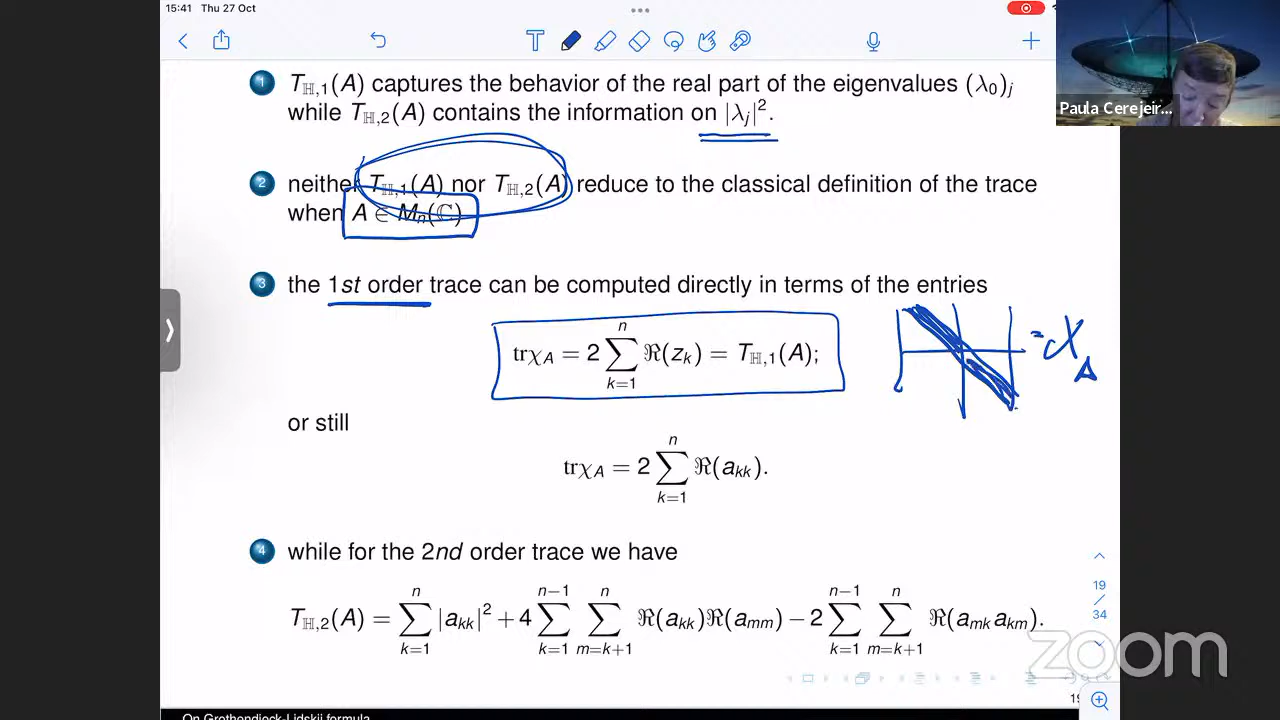 15:41 Thu 27 Oct
Paula Cerejeir...
1 T_{ℍ,1}(A) captures the behavior of the real part of the eigenvalues (λ_0)_j
while T_{ℍ,2}(A) contains the information on |λ_j|^2.
2 neither T_{ℍ,1}(A) nor T_{ℍ,2}(A) reduce to the classical definition of the trace
when A ∈ M_n(ℂ)
3 the 1st order trace can be computed directly in terms of the entries
trχ_A = 2 ∑_{k=1}^{n} ℜ(z_k) = T_{ℍ,1}(A);
= χ_A
or still
trχ_A = 2 ∑_{k=1}^{n} ℜ(a_{kk}).
4 while for the 2nd order trace we have
T_{ℍ,2}(A) = ∑_{k=1}^{n} |a_{kk}|^2 + 4 ∑_{k=1}^{n−1} ∑_{m=k+1}^{n} ℜ(a_{kk})ℜ(a_{mm}) − 2 ∑_{k=1}^{n−1} ∑_{m=k+1}^{n} ℜ(a_{mk}a_{km}).
19
/
34
zoom
On Grothendieck-Lidskii formula